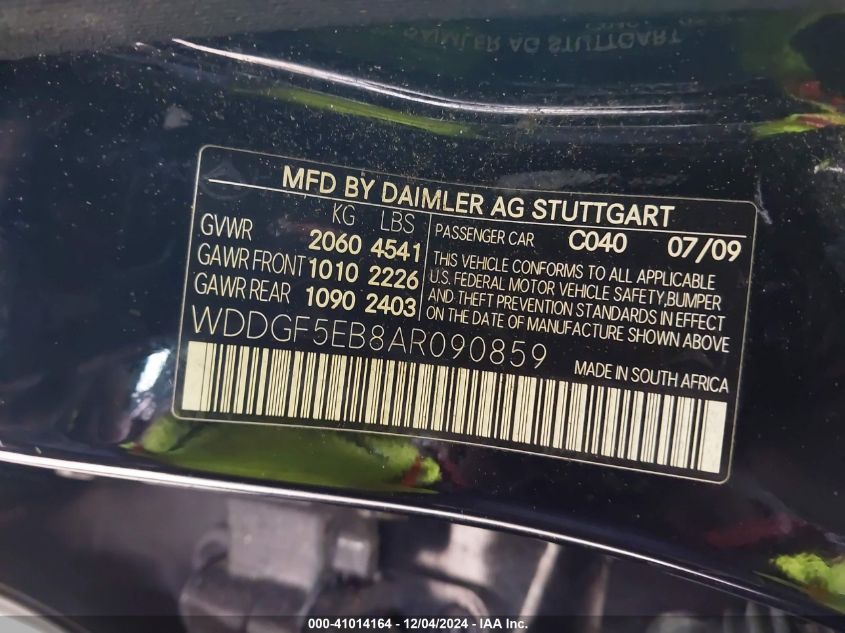 MFD BY DAIMLER AG STUTTGART
KG LBS
GVWR 2060 4541
GAWR FRONT 1010 2226
GAWR REAR 1090 2403
PASSENGER CAR C040 07/09
THIS VEHICLE CONFORMS TO ALL APPLICABLE
U.S. FEDERAL MOTOR VEHICLE SAFETY,BUMPER
AND THEFT PREVENTION STANDARDS IN EFFECT
ON THE DATE OF MANUFACTURE SHOWN ABOVE
WDDGF5EB8AR090859
MADE IN SOUTH AFRICA
000-41014164 - 12/04/2024 - IAA Inc.